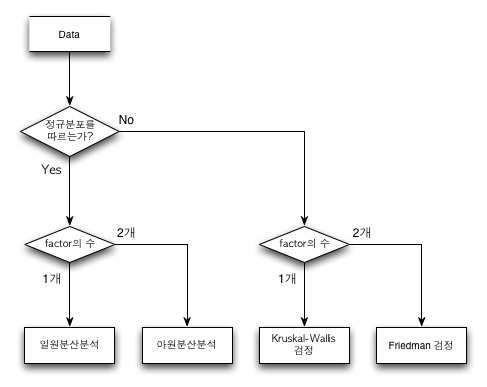 Data
정규분포를
따르는가?
No
Yes
factor의 수
2개
1개
factor의 수
2개
1개
일원분산분석
아원분산분석
Kruskal-Wallis
검정
Friedman 검정